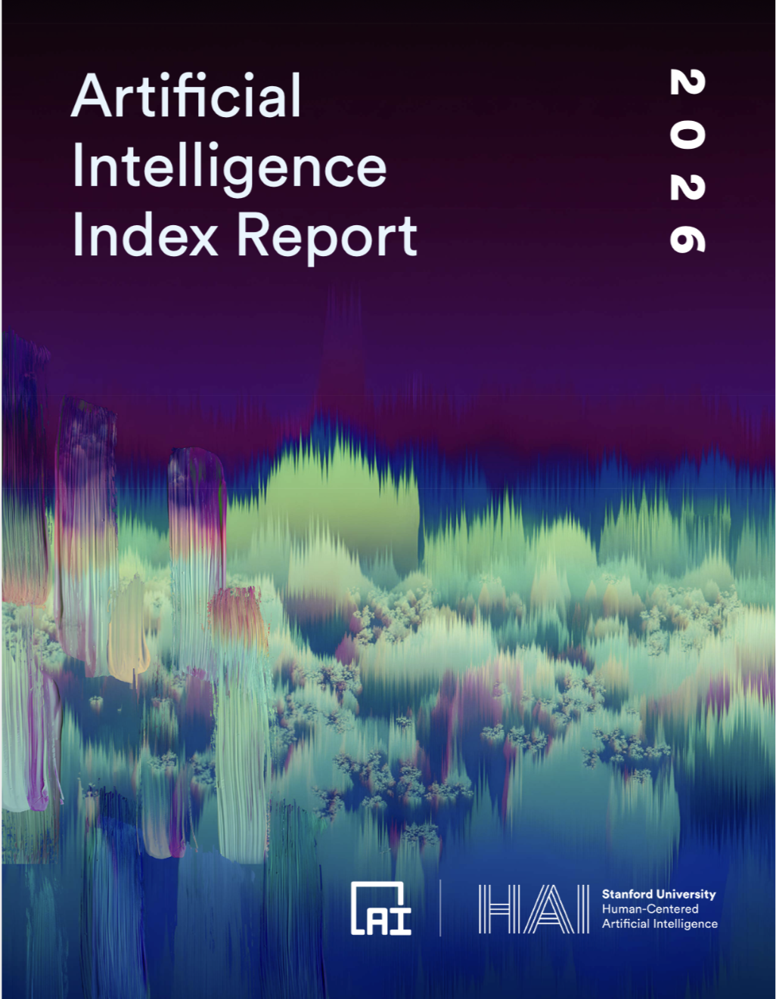 Artificial
Intelligence
Index Report
2026
AI
HAI
Stanford University
Human-Centered
Artificial Intelligence